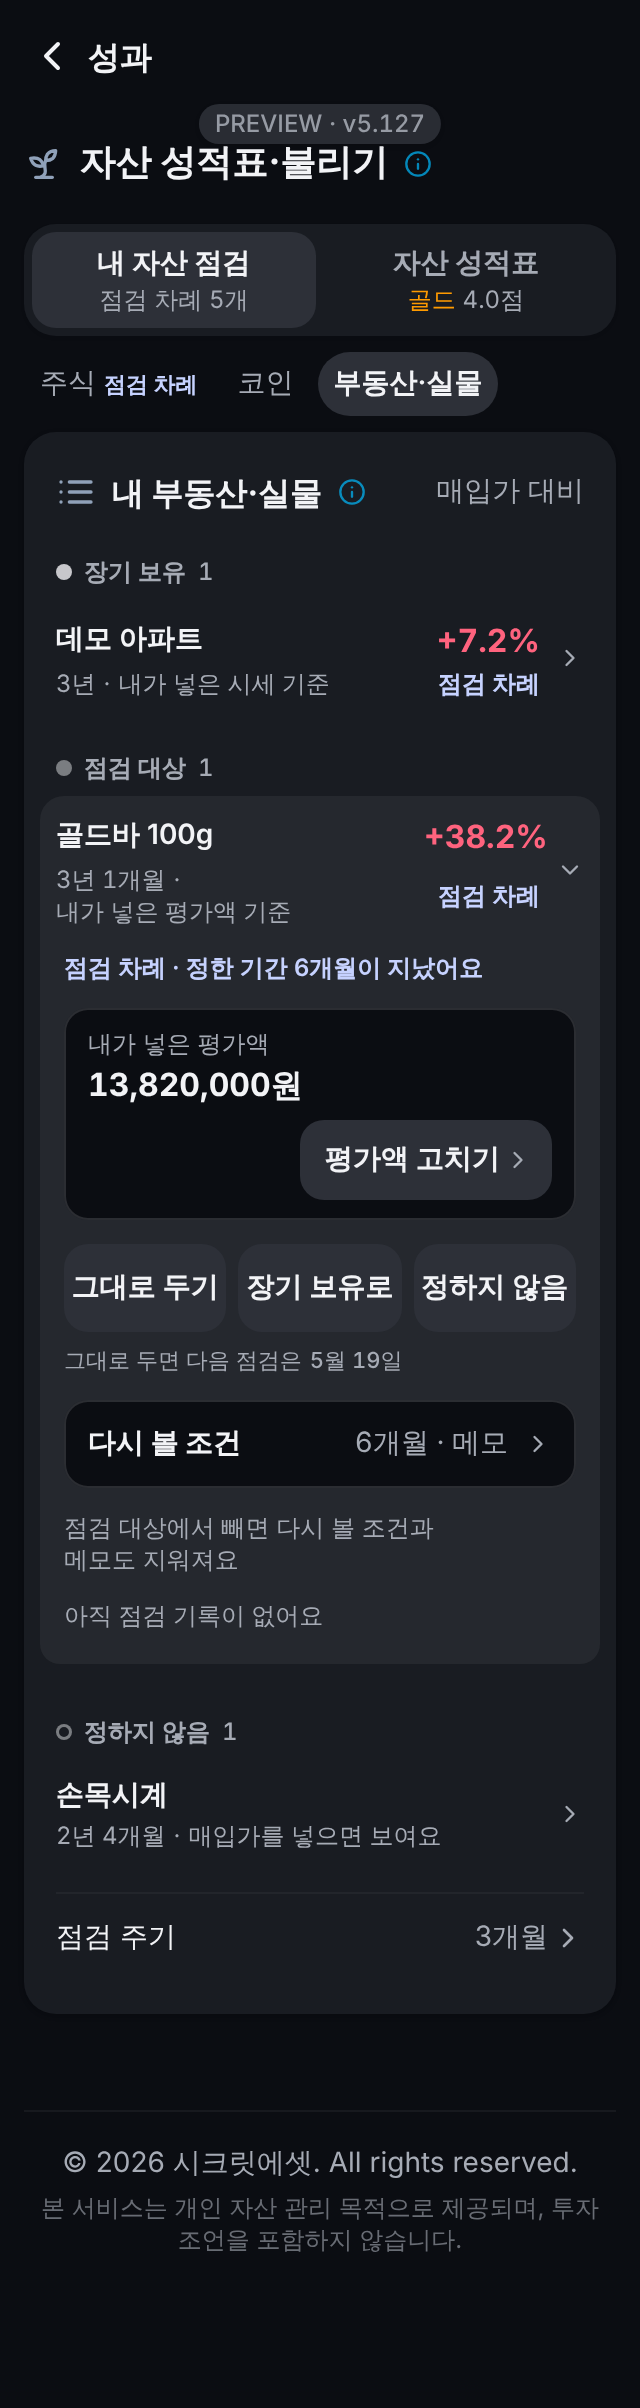 성과
PREVIEW · v5.127
자산 성적표·불리기
내 자산 점검
점검 차례 5개
자산 성적표
골드 4.0점
주식 점검 차례
코인
부동산·실물
내 부동산·실물
매입가 대비
장기 보유 1
데모 아파트
+7.2%
3년 · 내가 넣은 시세 기준
점검 차례
점검 대상 1
골드바 100g
+38.2%
3년 1개월 ·
내가 넣은 평가액 기준
점검 차례
점검 차례 · 정한 기간 6개월이 지났어요
내가 넣은 평가액
13,820,000원
평가액 고치기
그대로 두기
장기 보유로
정하지 않음
그대로 두면 다음 점검은 5월 19일
다시 볼 조건
6개월 · 메모
점검 대상에서 빼면 다시 볼 조건과
메모도 지워져요
아직 점검 기록이 없어요
정하지 않음 1
손목시계
2년 4개월 · 매입가를 넣으면 보여요
점검 주기
3개월
© 2026 시크릿에셋. All rights reserved.
본 서비스는 개인 자산 관리 목적으로 제공되며, 투자
조언을 포함하지 않습니다.